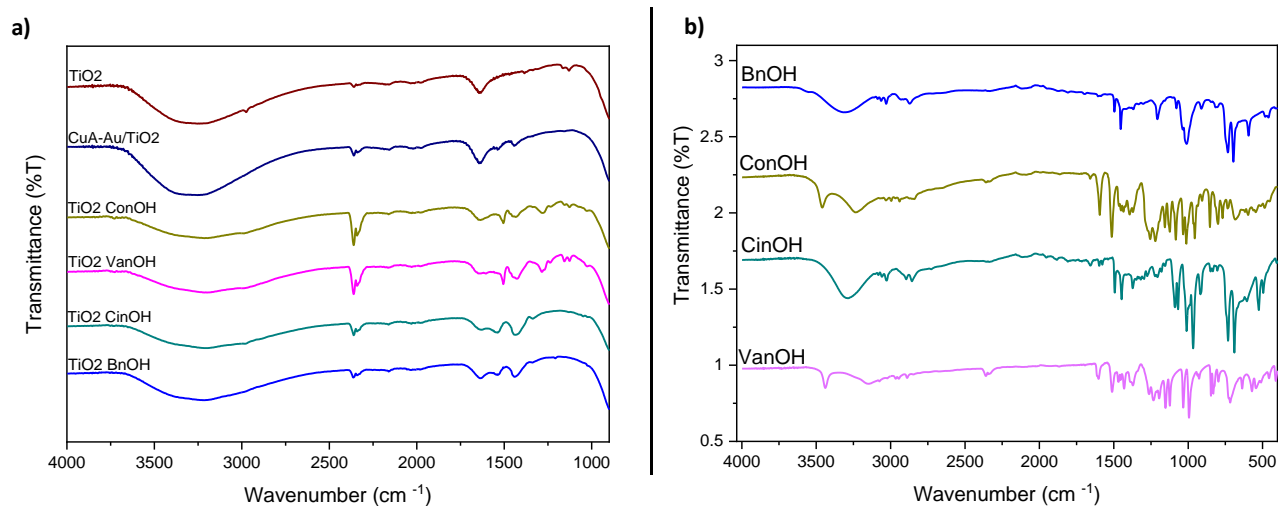 a)
Transmittance (%T)
TiO2
CuA-Au/TiO2
TiO2 ConOH
TiO2 VanOH
TiO2 CinOH
TiO2 BnOH
4000 3500 3000 2500 2000 1500 1000
Wavenumber (cm -1)
b)
Transmittance (%T)
3
2.5
2
1.5
1
0.5
BnOH
ConOH
CinOH
VanOH
4000 3500 3000 2500 2000 1500 1000 500
Wavenumber (cm -1)